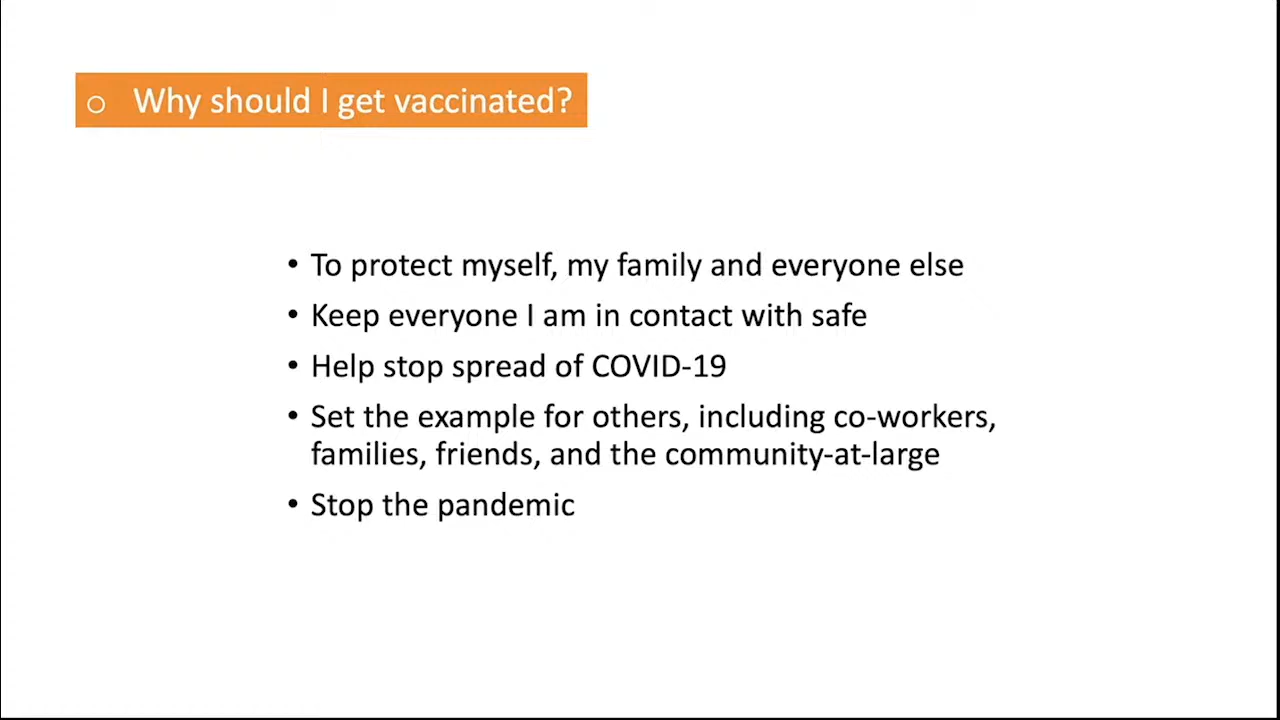 ○ Why should I get vaccinated?
• To protect myself, my family and everyone else
• Keep everyone I am in contact with safe
• Help stop spread of COVID-19
• Set the example for others, including co-workers,
families, friends, and the community-at-large
• Stop the pandemic